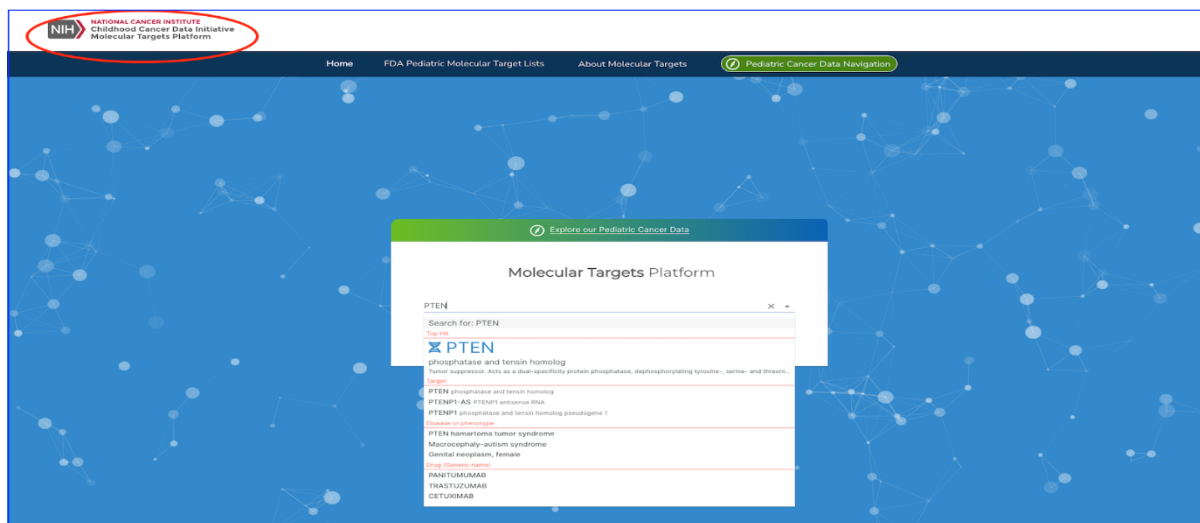 NIH
NATIONAL CANCER INSTITUTE
Childhood Cancer Data Initiative
Molecular Targets Platform
Home FDA Pediatric Molecular Target Lists About Molecular Targets Pediatric Cancer Data Navigation
Explore our Pediatric Cancer Data
Molecular Targets Platform
PTEN
Search for: PTEN
Top Hit
PTEN
phosphatase and tensin homolog
Tumor suppressor. Acts as a dual-specificity protein phosphatase, dephosphorylating tyrosine-, serine- and threoni...
Target
PTEN phosphatase and tensin homolog
PTENP1-AS PTENP1 antisense RNA
PTENP1 phosphatase and tensin homolog pseudogene 1
Disease or phenotype
PTEN hamartoma tumor syndrome
Macrocephaly-autism syndrome
Genital neoplasm, female
Drug (Generic name)
PANITUMUMAB
TRASTUZUMAB
CETUXIMAB